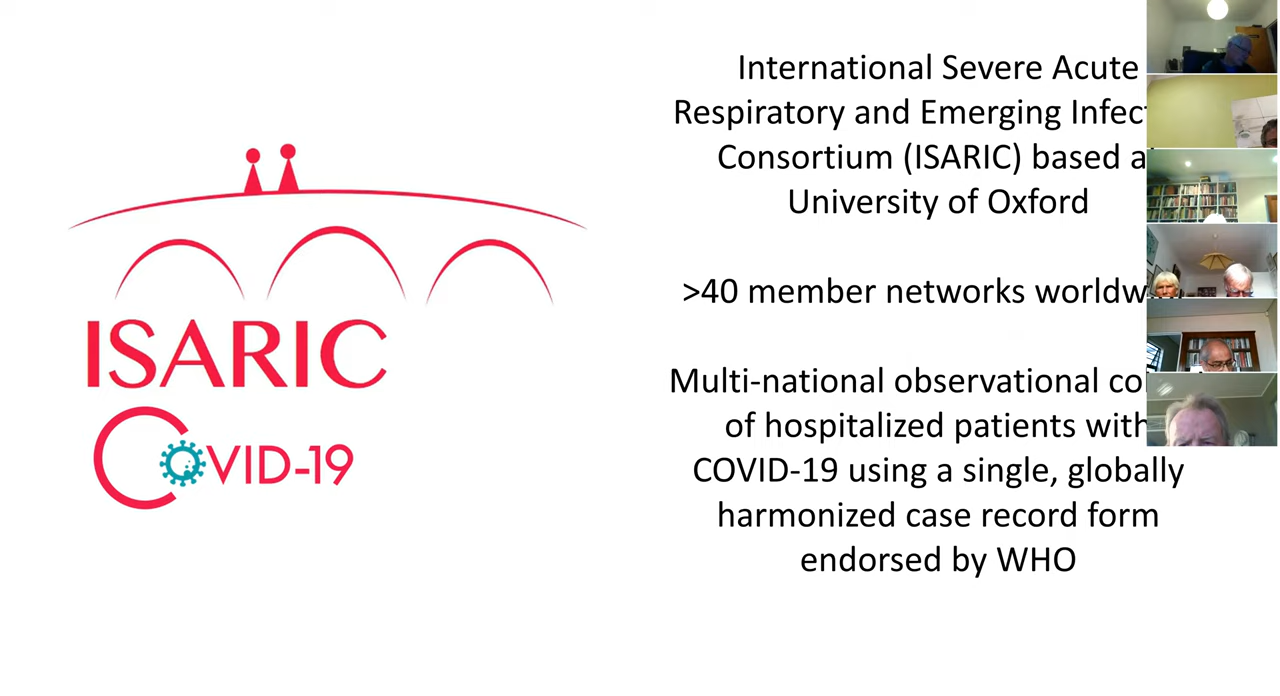 ISARIC
COVID-19
International Severe Acute
Respiratory and Emerging Infec
Consortium (ISARIC) based a
University of Oxford
>40 member networks worldw
Multi-national observational co
of hospitalized patients with
COVID-19 using a single, globally
harmonized case record form
endorsed by WHO